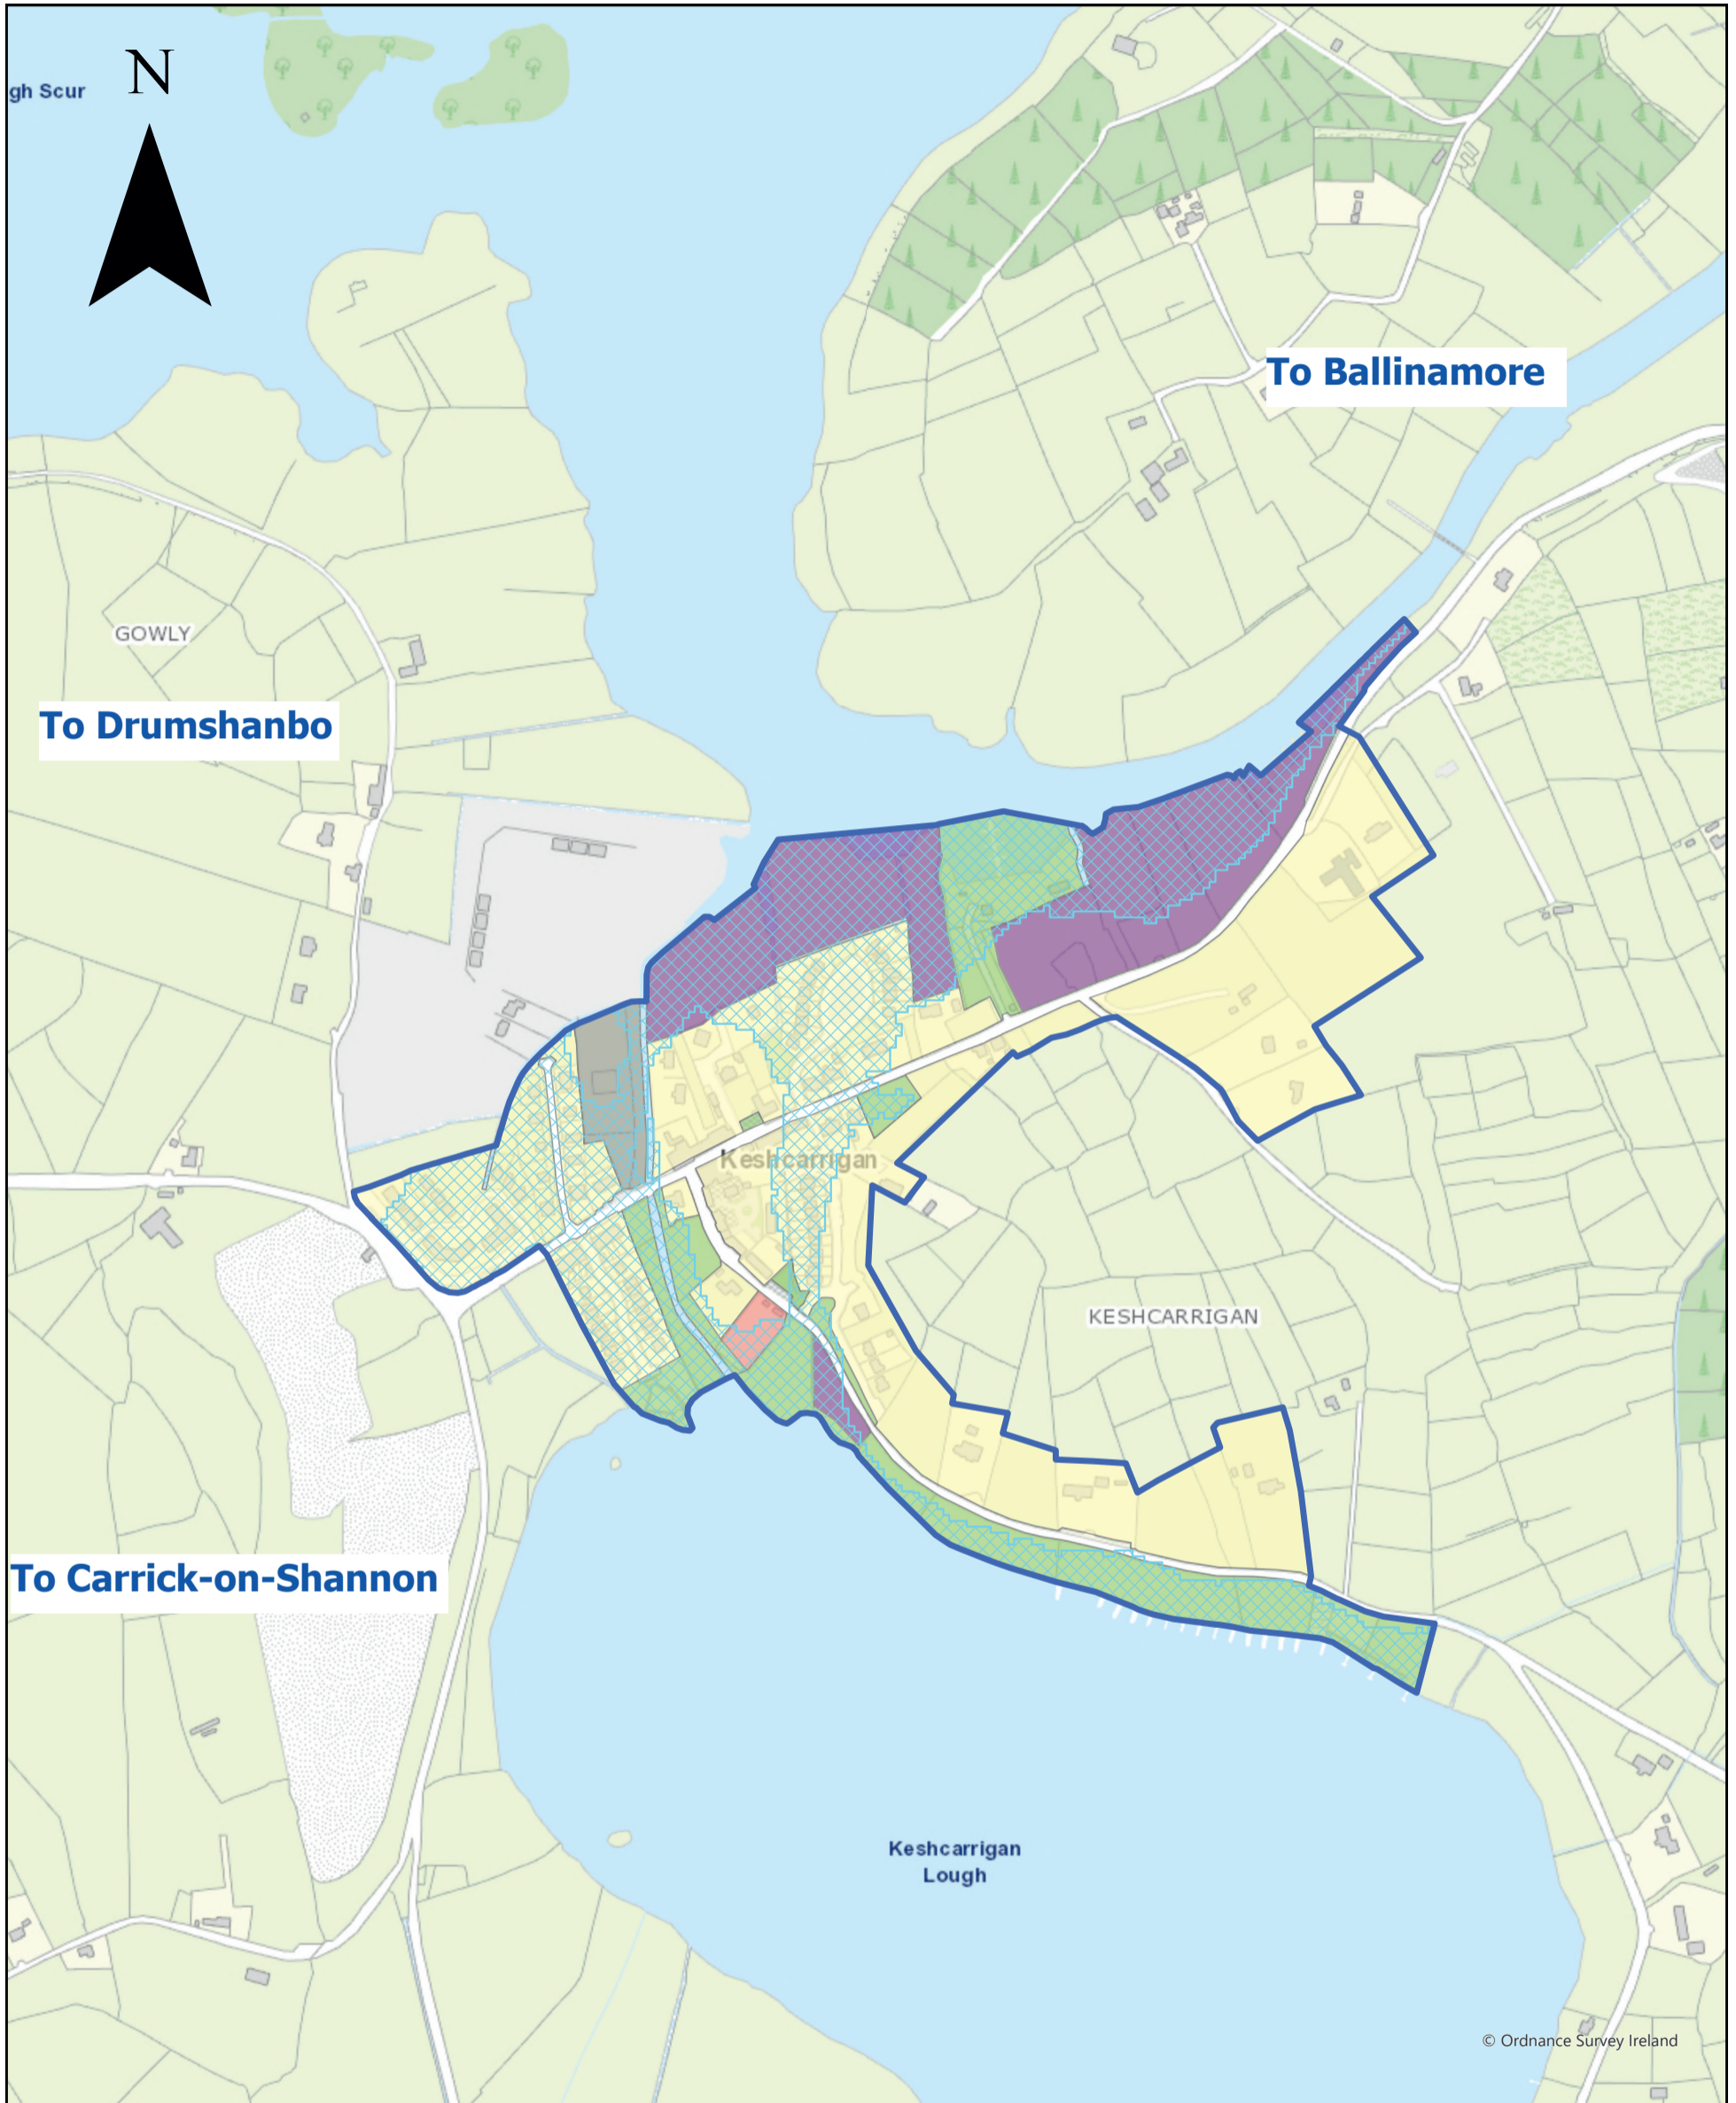 N
gh Scur
To Ballinamore
GOWLY
To Drumshanbo
Keshcarrigan
KESHCARRIGAN
To Carrick-on-Shannon
Keshcarrigan
Lough
© Ordnance Survey Ireland